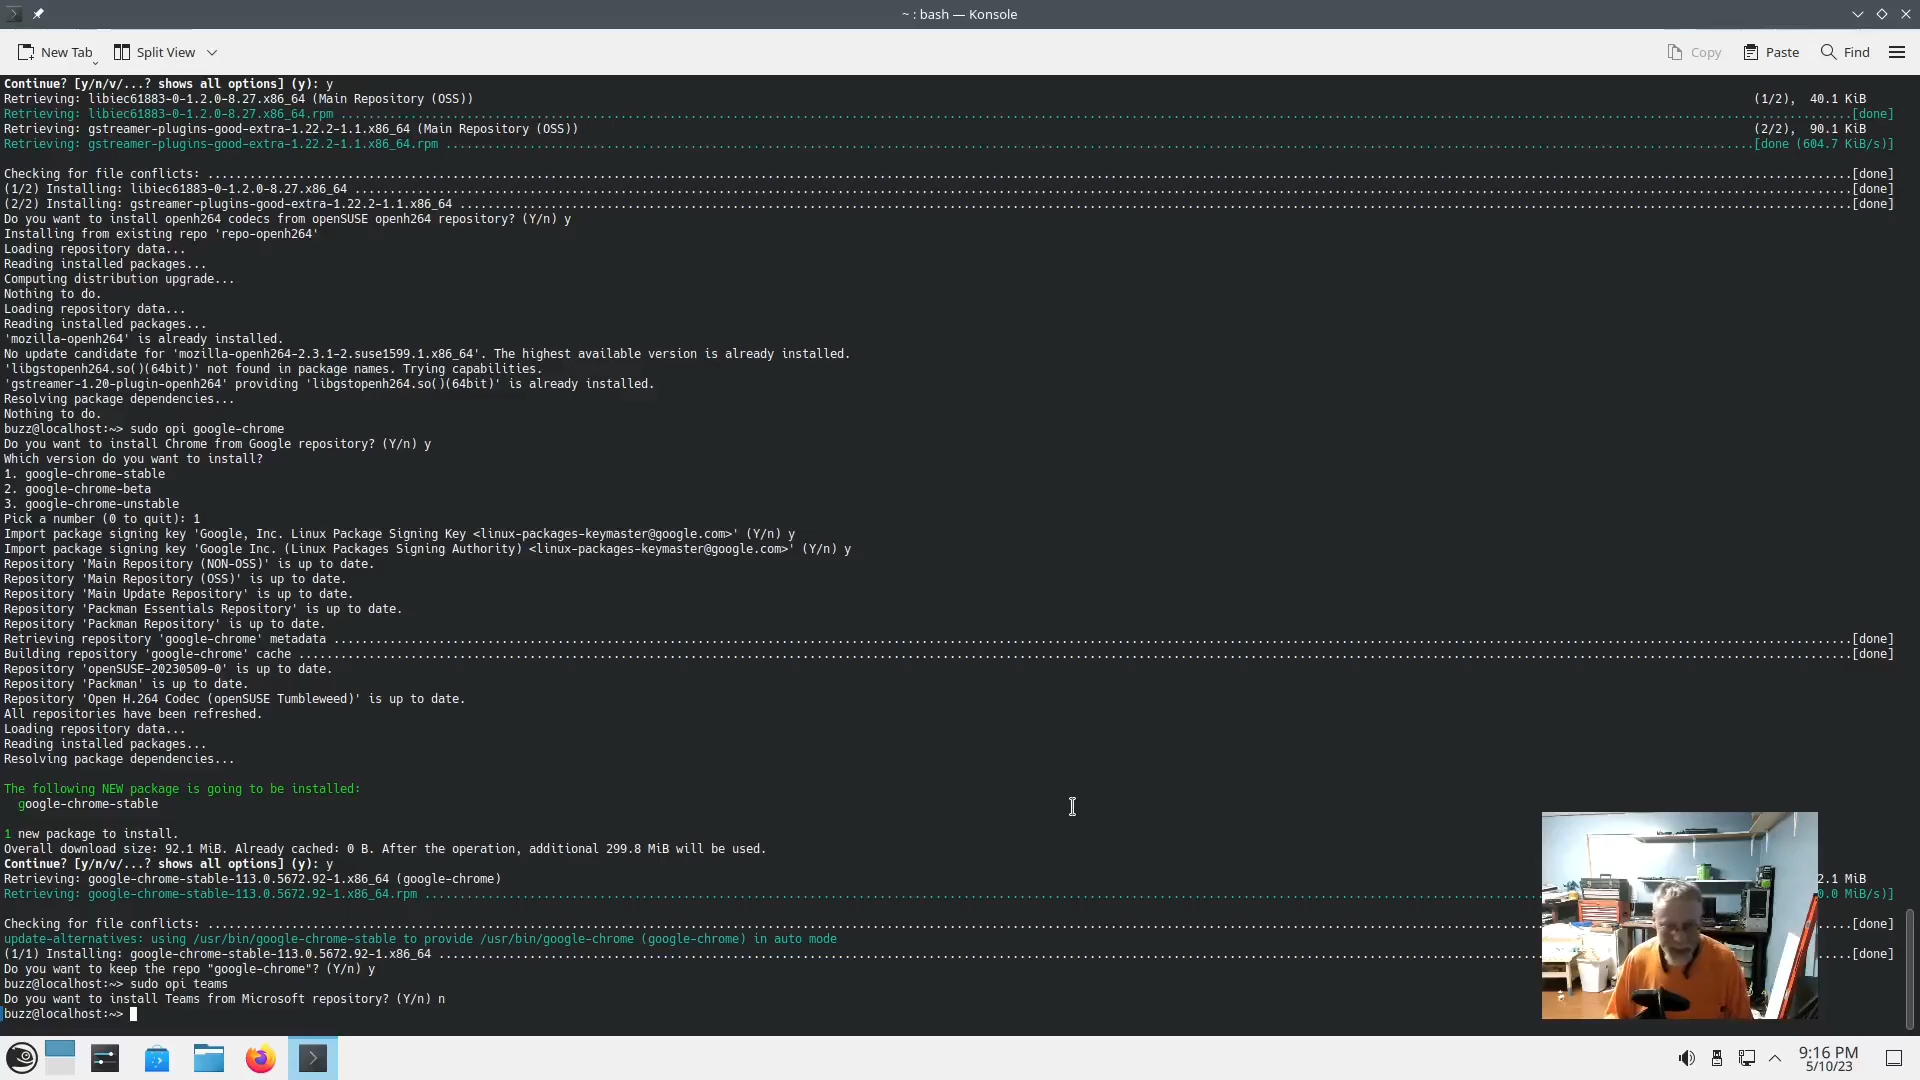 ~ : bash — Konsole
New Tab
Split View
Copy
Paste
Find
Continue? [y/n/v/...? shows all options] (y): y
Retrieving: libiec61883-0-1.2.0-8.27.x86_64 (Main Repository (OSS)) (1/2), 40.1 KiB
Retrieving: libiec61883-0-1.2.0-8.27.x86_64.rpm ...[done]
Retrieving: gstreamer-plugins-good-extra-1.22.2-1.1.x86_64 (Main Repository (OSS)) (2/2), 90.1 KiB
Retrieving: gstreamer-plugins-good-extra-1.22.2-1.1.x86_64.rpm ...[done (604.7 KiB/s)]
Checking for file conflicts: ...[done]
(1/2) Installing: libiec61883-0-1.2.0-8.27.x86_64 ...[done]
(2/2) Installing: gstreamer-plugins-good-extra-1.22.2-1.1.x86_64 ...[done]
Do you want to install openh264 codecs from openSUSE openh264 repository? (Y/n) y
Installing from existing repo 'repo-openh264'
Loading repository data...
Reading installed packages...
Computing distribution upgrade...
Nothing to do.
Loading repository data...
Reading installed packages...
'mozilla-openh264' is already installed.
No update candidate for 'mozilla-openh264-2.3.1-2.suse1599.1.x86_64'. The highest available version is already installed.
'libgstopenh264.so()(64bit)' not found in package names. Trying capabilities.
'gstreamer-1.20-plugin-openh264' providing 'libgstopenh264.so()(64bit)' is already installed.
Resolving package dependencies...
Nothing to do.
buzz@localhost:~> sudo opi google-chrome
Do you want to install Chrome from Google repository? (Y/n) y
Which version do you want to install?
1. google-chrome-stable
2. google-chrome-beta
3. google-chrome-unstable
Pick a number (0 to quit): 1
Import package signing key 'Google, Inc. Linux Package Signing Key <linux-packages-keymaster@google.com>' (Y/n) y
Import package signing key 'Google Inc. (Linux Packages Signing Authority) <linux-packages-keymaster@google.com>' (Y/n) y
Repository 'Main Repository (NON-OSS)' is up to date.
Repository 'Main Repository (OSS)' is up to date.
Repository 'Main Update Repository' is up to date.
Repository 'Packman Essentials Repository' is up to date.
Repository 'Packman Repository' is up to date.
Retrieving repository 'google-chrome' metadata ...[done]
Building repository 'google-chrome' cache ...[done]
Repository 'openSUSE-20230509-0' is up to date.
Repository 'Packman' is up to date.
Repository 'Open H.264 Codec (openSUSE Tumbleweed)' is up to date.
All repositories have been refreshed.
Loading repository data...
Reading installed packages...
Resolving package dependencies...
The following NEW package is going to be installed:
google-chrome-stable
1 new package to install.
Overall download size: 92.1 MiB. Already cached: 0 B. After the operation, additional 299.8 MiB will be used.
Continue? [y/n/v/...? shows all options] (y): y
Retrieving: google-chrome-stable-113.0.5672.92-1.x86_64 (google-chrome) 2.1 MiB
Retrieving: google-chrome-stable-113.0.5672.92-1.x86_64.rpm ...0.0 MiB/s)]
Checking for file conflicts: ...[done]
update-alternatives: using /usr/bin/google-chrome-stable to provide /usr/bin/google-chrome (google-chrome) in auto mode
(1/1) Installing: google-chrome-stable-113.0.5672.92-1.x86_64 ...[done]
Do you want to keep the repo "google-chrome"? (Y/n) y
buzz@localhost:~> sudo opi teams
Do you want to install Teams from Microsoft repository? (Y/n) n
buzz@localhost:~>
9:16 PM
5/10/23